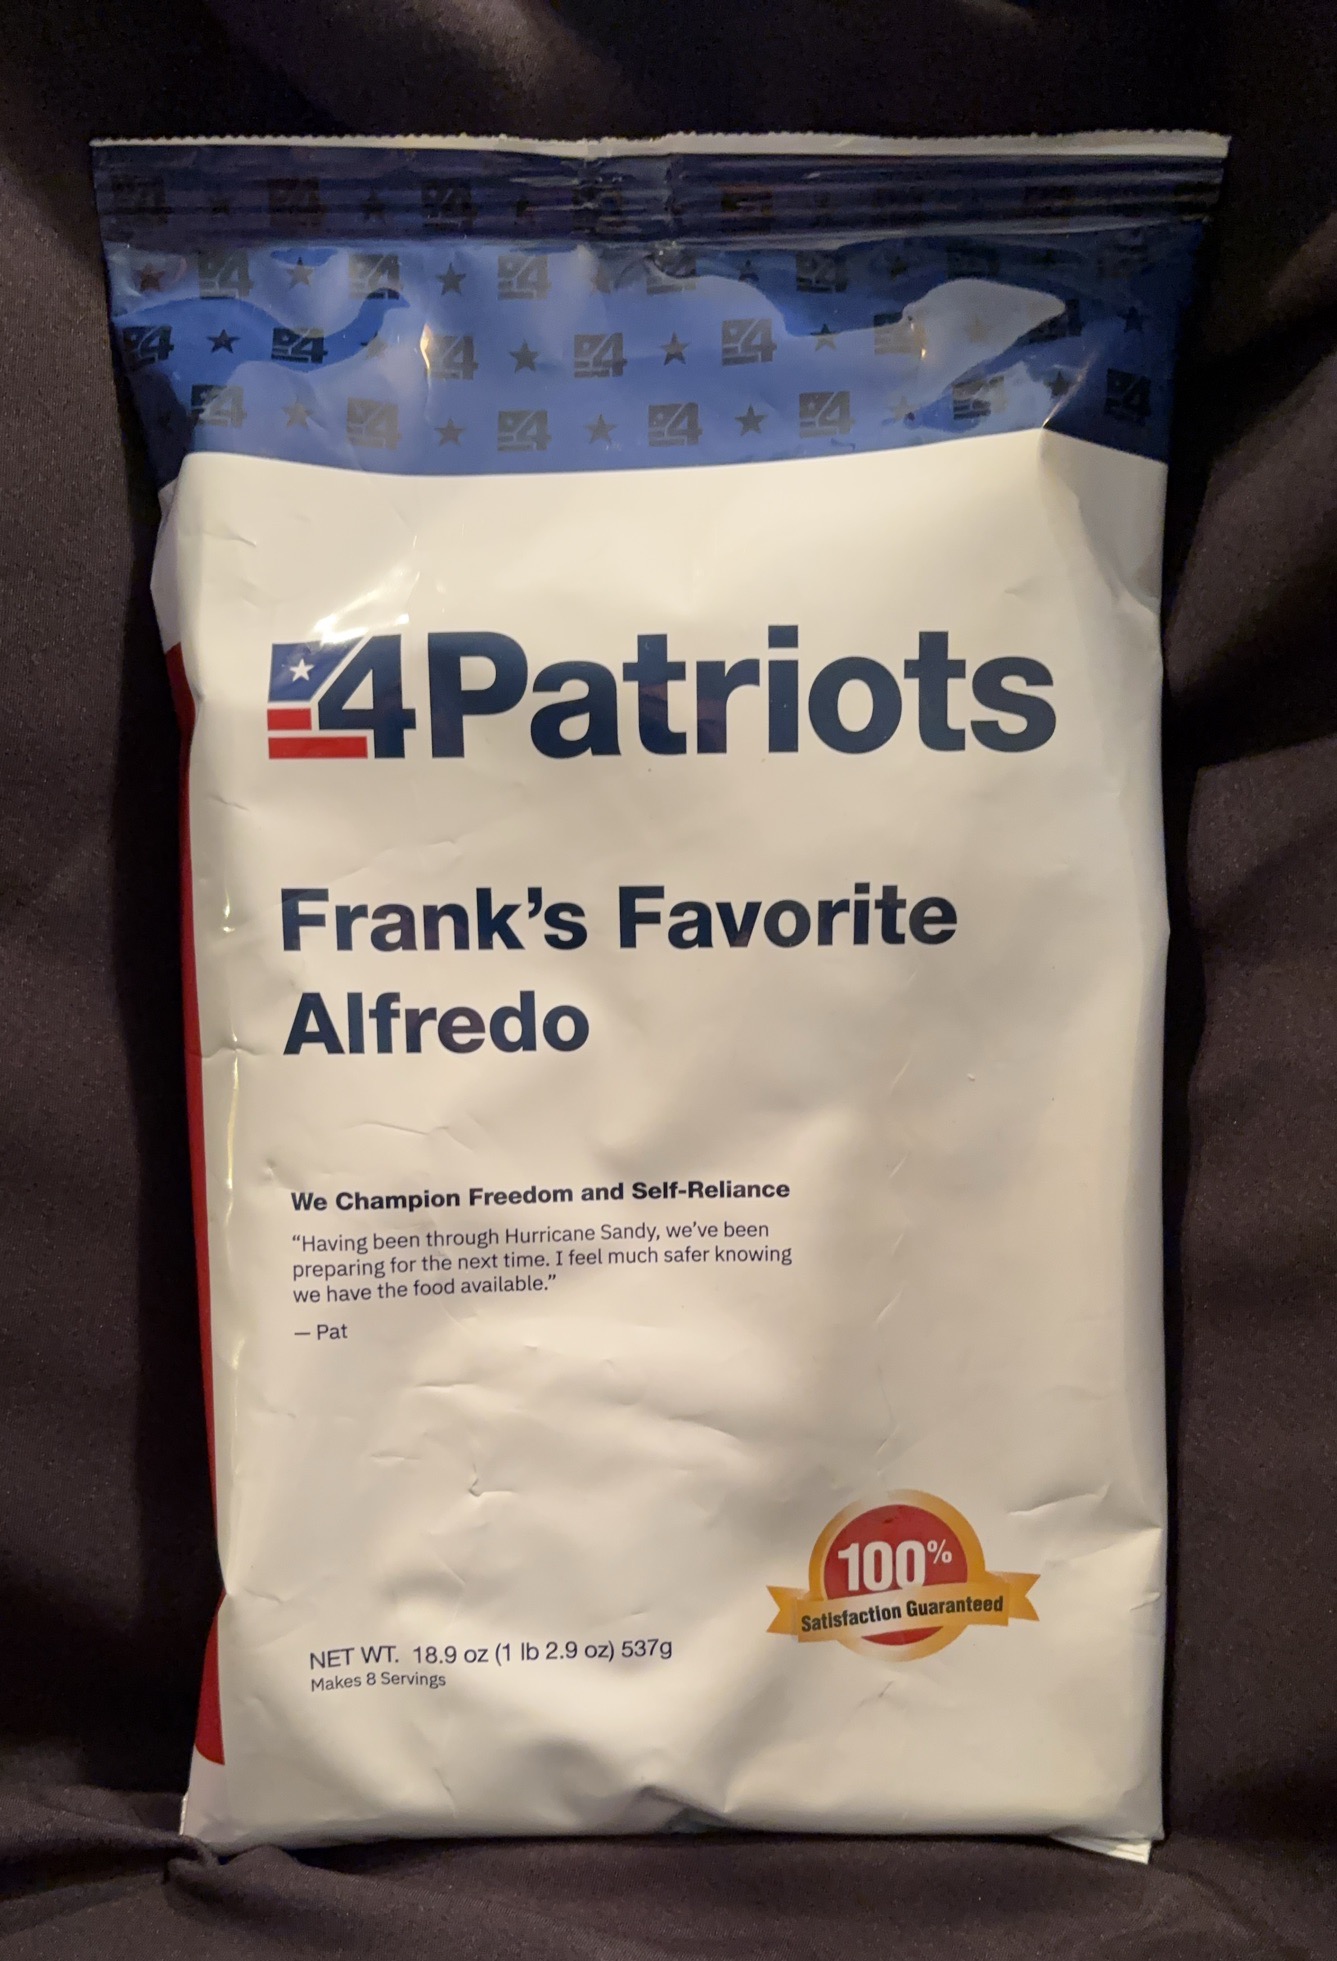 4Patriots
Frank's Favorite
Alfredo
We Champion Freedom and Self-Reliance
“Having been through Hurricane Sandy, we've been
preparing for the next time. I feel much safer knowing
we have the food available.”
— Pat
100%
Satisfaction Guaranteed
NET WT. 18.9 oz (1 lb 2.9 oz) 537g
Makes 8 Servings